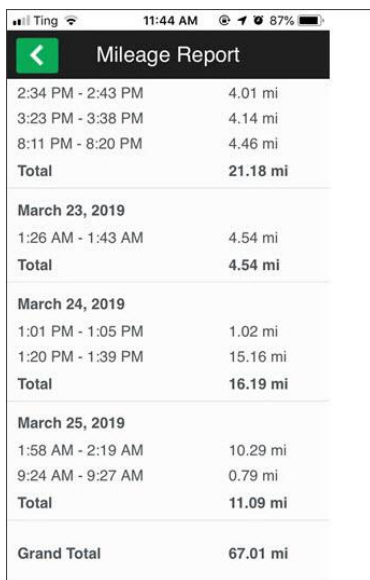 Ting 11:44 AM 87%
Mileage Report
2:34 PM - 2:43 PM 4.01 mi
3:23 PM - 3:38 PM 4.14 mi
8:11 PM - 8:20 PM 4.46 mi
Total 21.18 mi
March 23, 2019
1:26 AM - 1:43 AM 4.54 mi
Total 4.54 mi
March 24, 2019
1:01 PM - 1:05 PM 1.02 mi
1:20 PM - 1:39 PM 15.16 mi
Total 16.19 mi
March 25, 2019
1:58 AM - 2:19 AM 10.29 mi
9:24 AM - 9:27 AM 0.79 mi
Total 11.09 mi
Grand Total 67.01 mi